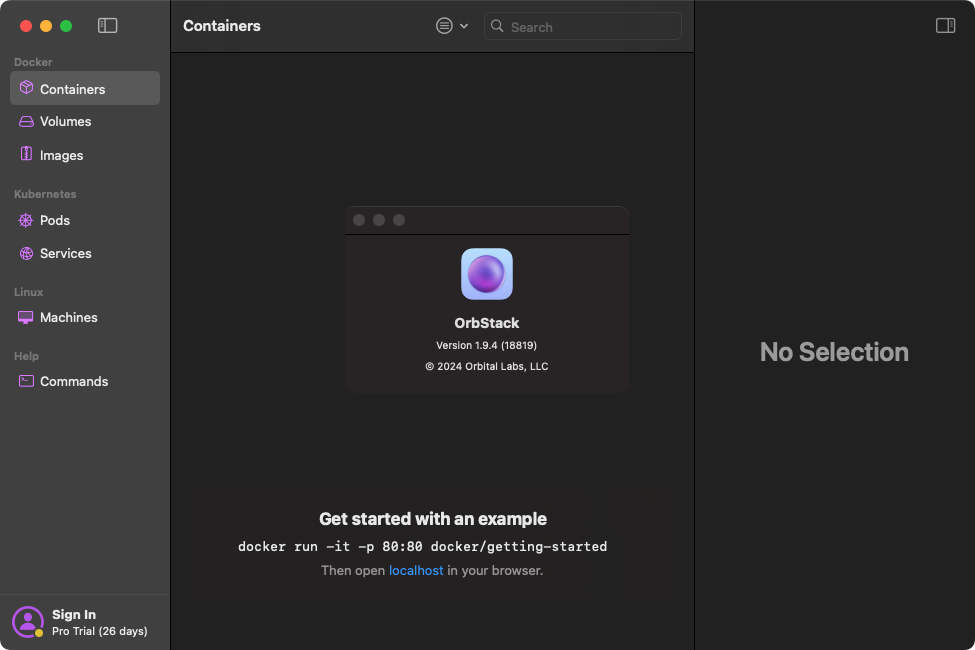 Containers
Search
Docker
Containers
Volumes
Images
Kubernetes
Pods
Services
Linux
Machines
Help
Commands
OrbStack
Version 1.9.4 (18819)
© 2024 Orbital Labs, LLC
No Selection
Get started with an example
docker run -it -p 80:80 docker/getting-started
Then open localhost in your browser.
Sign In
Pro Trial (26 days)